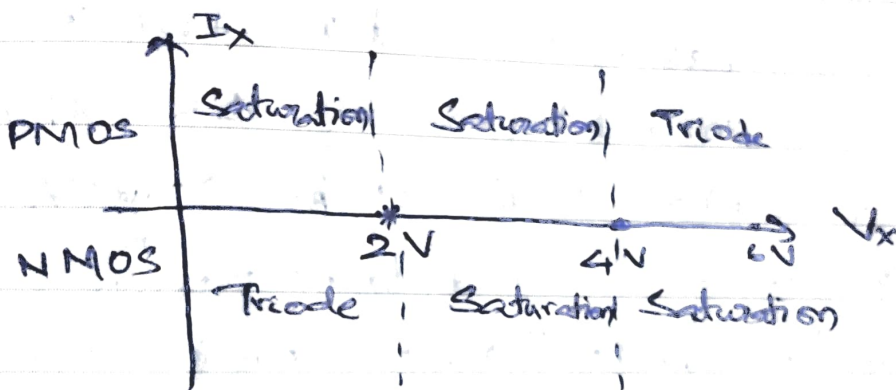 Ix
PMOS Saturation Saturation Triode
Vx
2V 4V 6V
NMOS
Triode Saturation Saturation